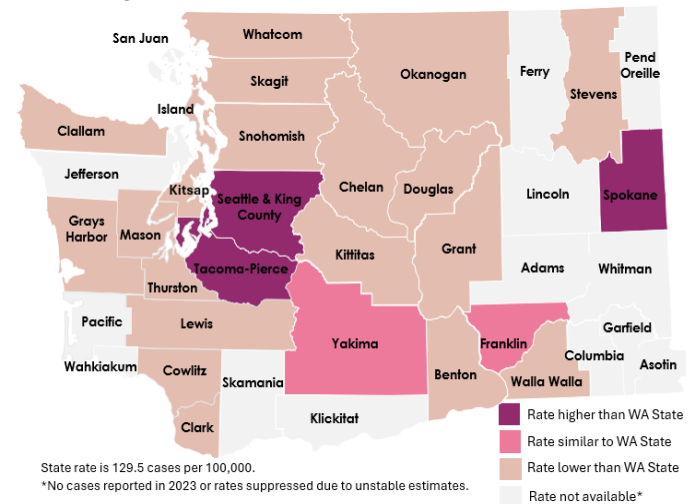 Whatcom
San Juan
Skagit
Okanogan
Ferry
Pend
Oreille
Stevens
Island
Clallam
Snohomish
Jefferson
Kitsap
Chelan
Douglas
Lincoln
Spokane
Seattle & King
County
Grays
Harbor
Mason
Kittitas
Grant
Tacoma-Pierce
Adams
Whitman
Thurston
Pacific
Lewis
Yakima
Franklin
Garfield
Columbia
Asotin
Wahkiakum
Cowlitz
Skamania
Benton
Walla Walla
Klickitat
Clark
Rate higher than WA State
Rate similar to WA State
Rate lower than WA State
Rate not available*
State rate is 129.5 cases per 100,000.
*No cases reported in 2023 or rates suppressed due to unstable estimates.